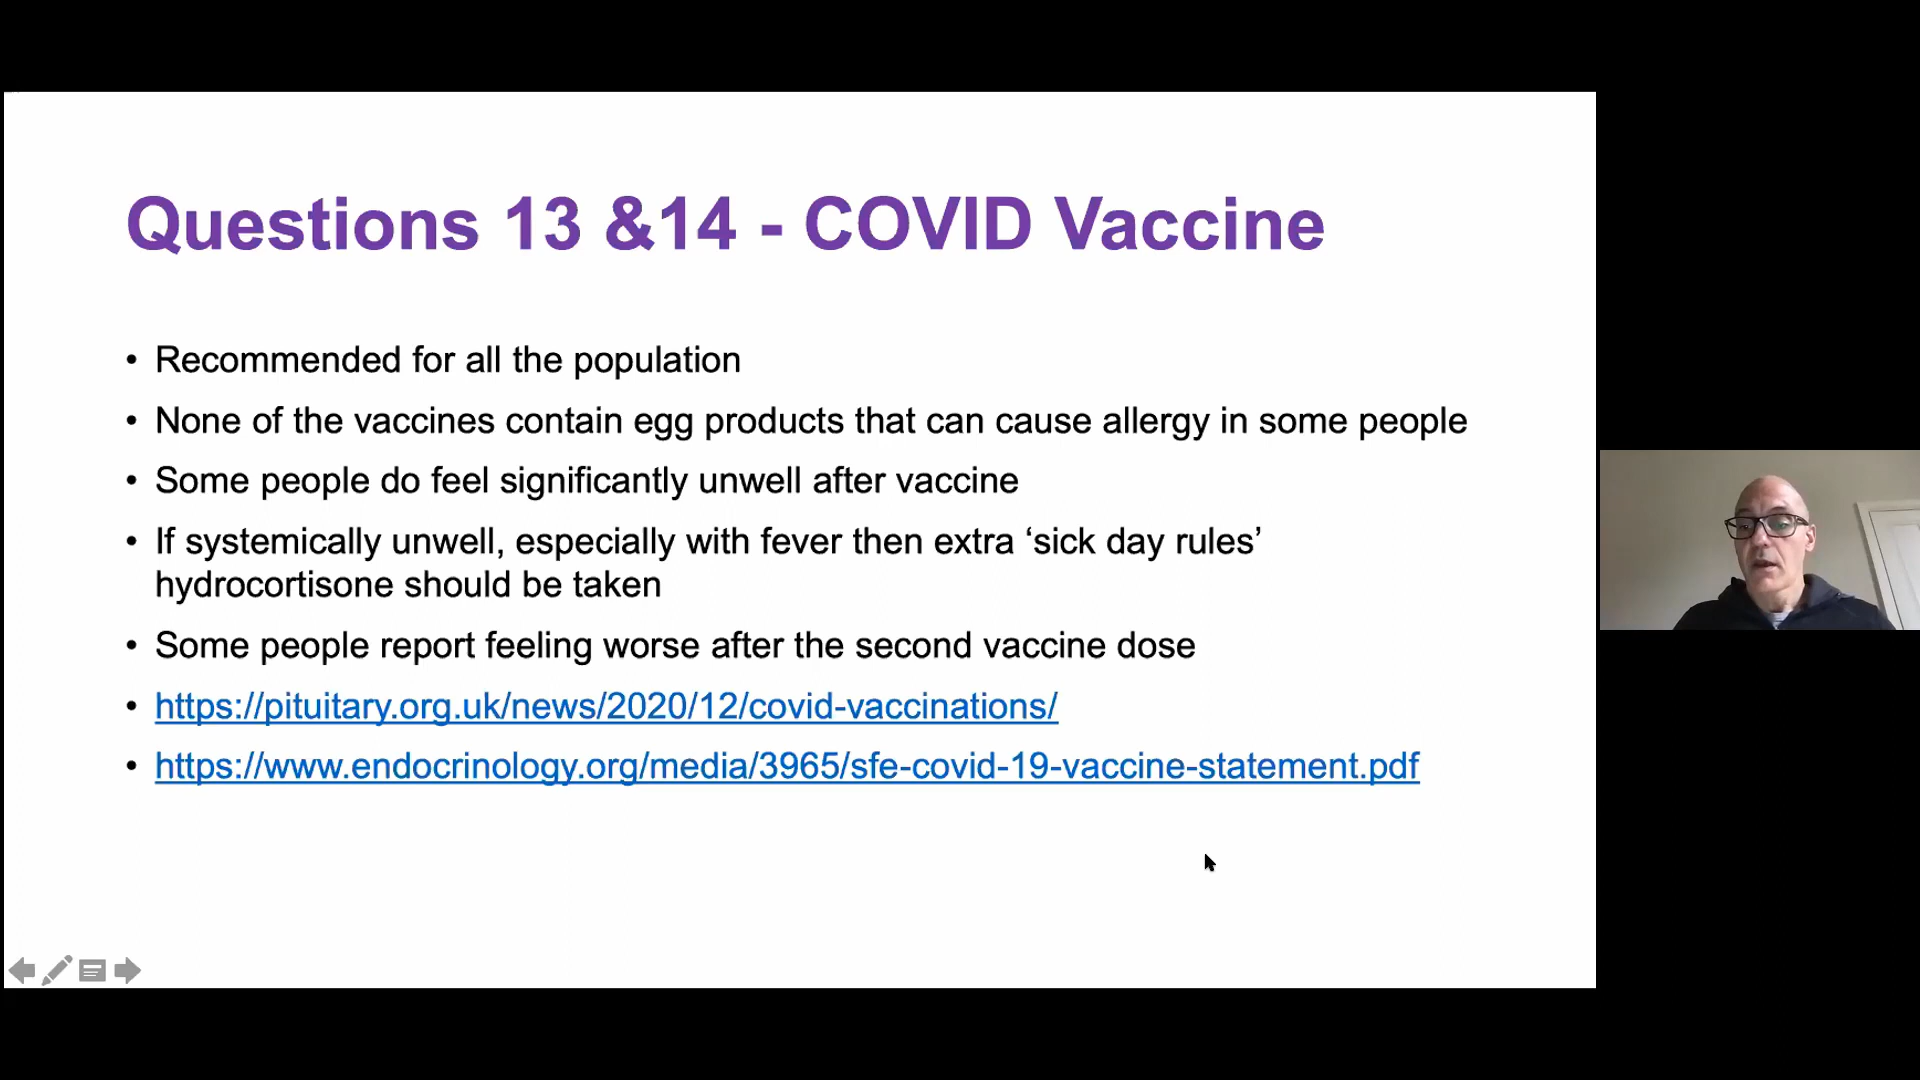 Questions 13 &14 - COVID Vaccine
• Recommended for all the population
• None of the vaccines contain egg products that can cause allergy in some people
• Some people do feel significantly unwell after vaccine
• If systemically unwell, especially with fever then extra ‘sick day rules’
hydrocortisone should be taken
• Some people report feeling worse after the second vaccine dose
• https://pituitary.org.uk/news/2020/12/covid-vaccinations/
• https://www.endocrinology.org/media/3965/sfe-covid-19-vaccine-statement.pdf